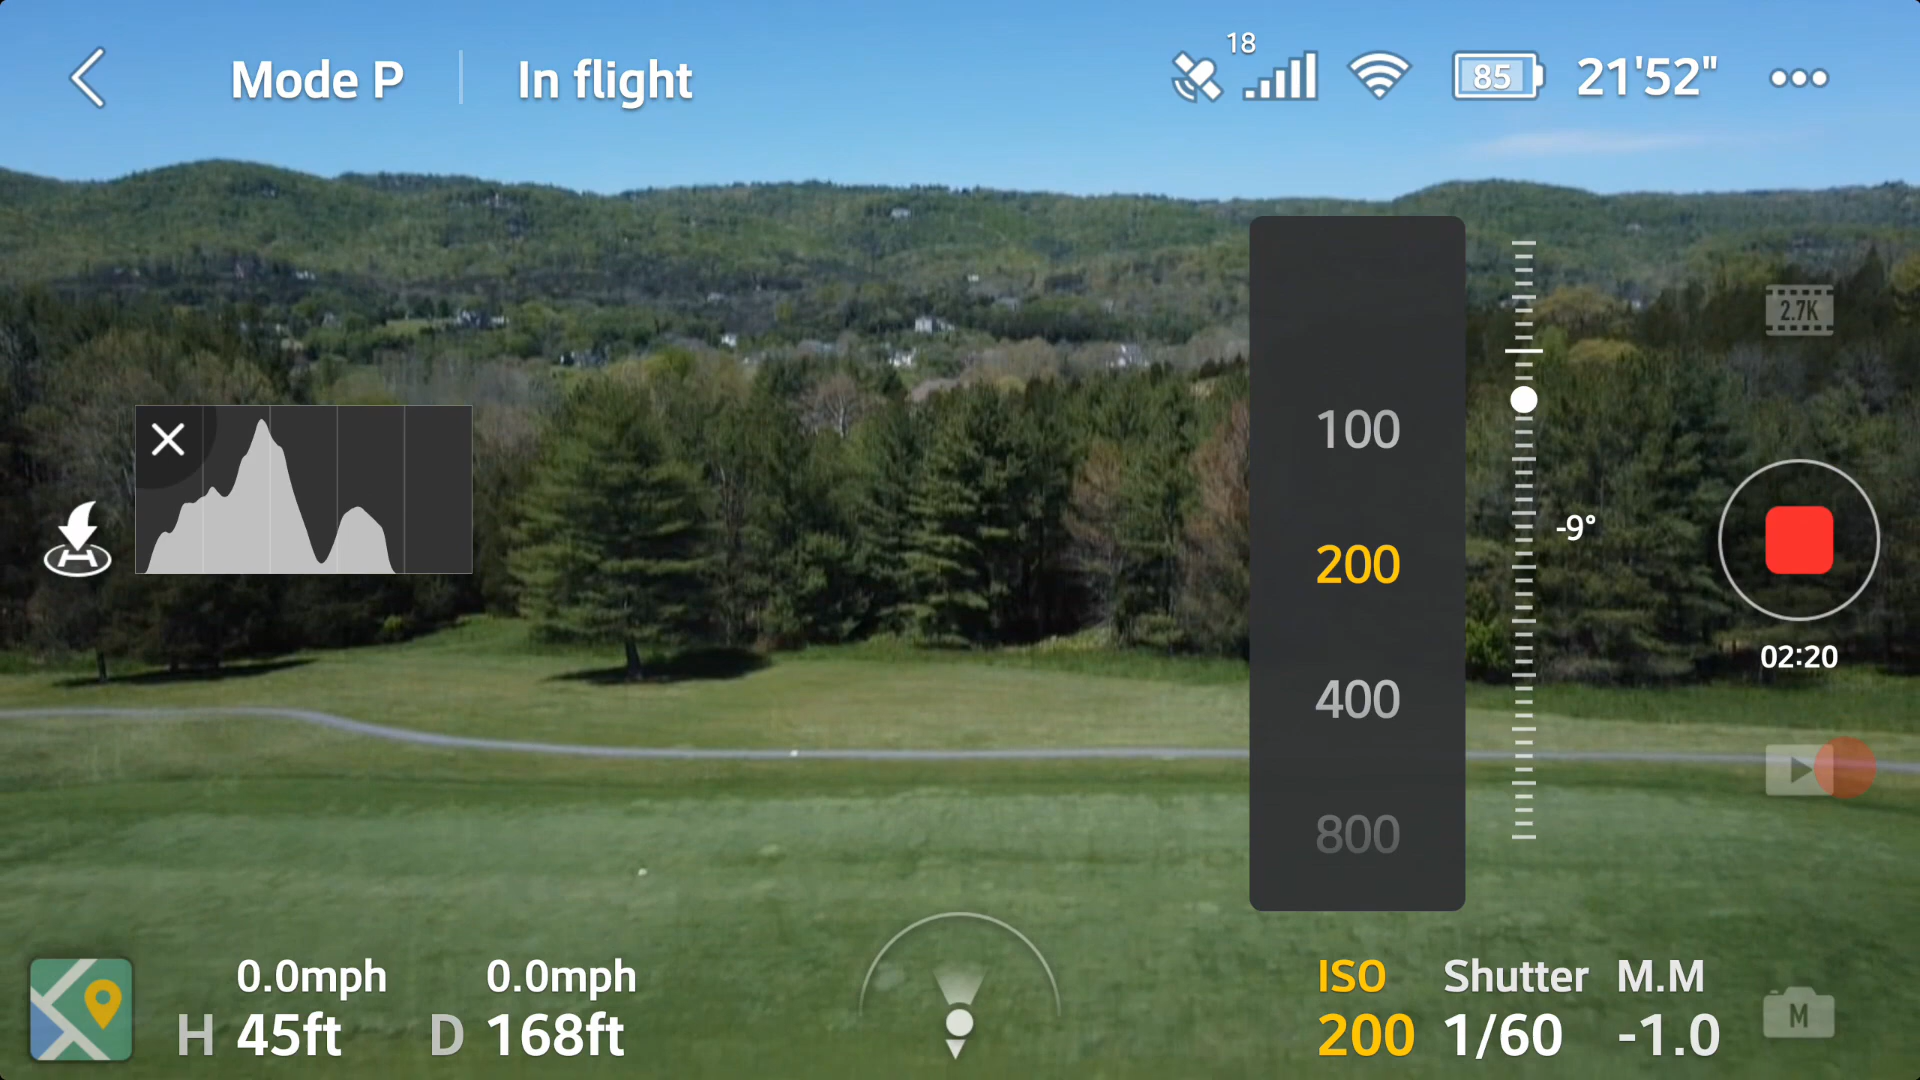 Mode P
In flight
18
85
21'52"
2.7K
100
200
400
800
-9°
02:20
0.0mph 0.0mph
H 45ft D 168ft
ISO Shutter M.M
200 1/60 -1.0
M